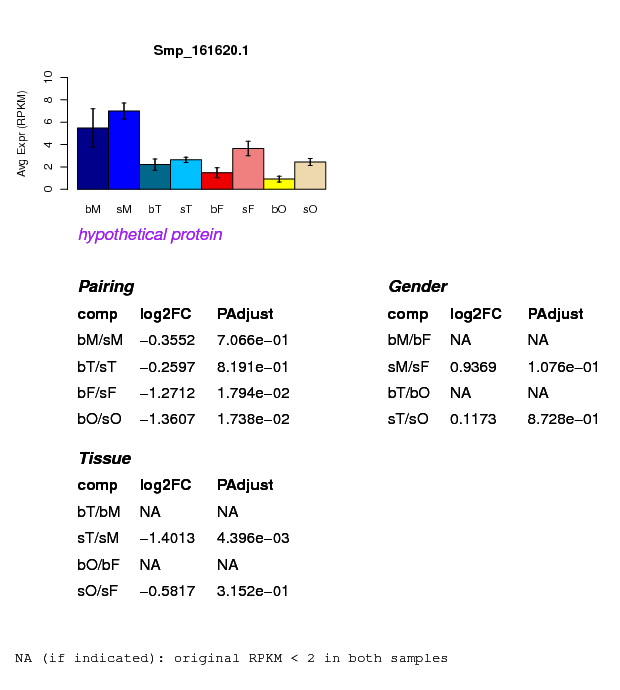 Smp_161620.1
Avg Expr (RPKM)
0 2 4 6 8 10
bM sM bT sT bF sF bO sO
hypothetical protein
Pairing
comp log2FC PAdjust
bM/sM −0.3552 7.066e−01
bT/sT −0.2597 8.191e−01
bF/sF −1.2712 1.794e−02
bO/sO −1.3607 1.738e−02
Gender
comp log2FC PAdjust
bM/bF NA NA
sM/sF 0.9369 1.076e−01
bT/bO NA NA
sT/sO 0.1173 8.728e−01
Tissue
comp log2FC PAdjust
bT/bM NA NA
sT/sM −1.4013 4.396e−03
bO/bF NA NA
sO/sF −0.5817 3.152e−01
NA (if indicated): original RPKM < 2 in both samples